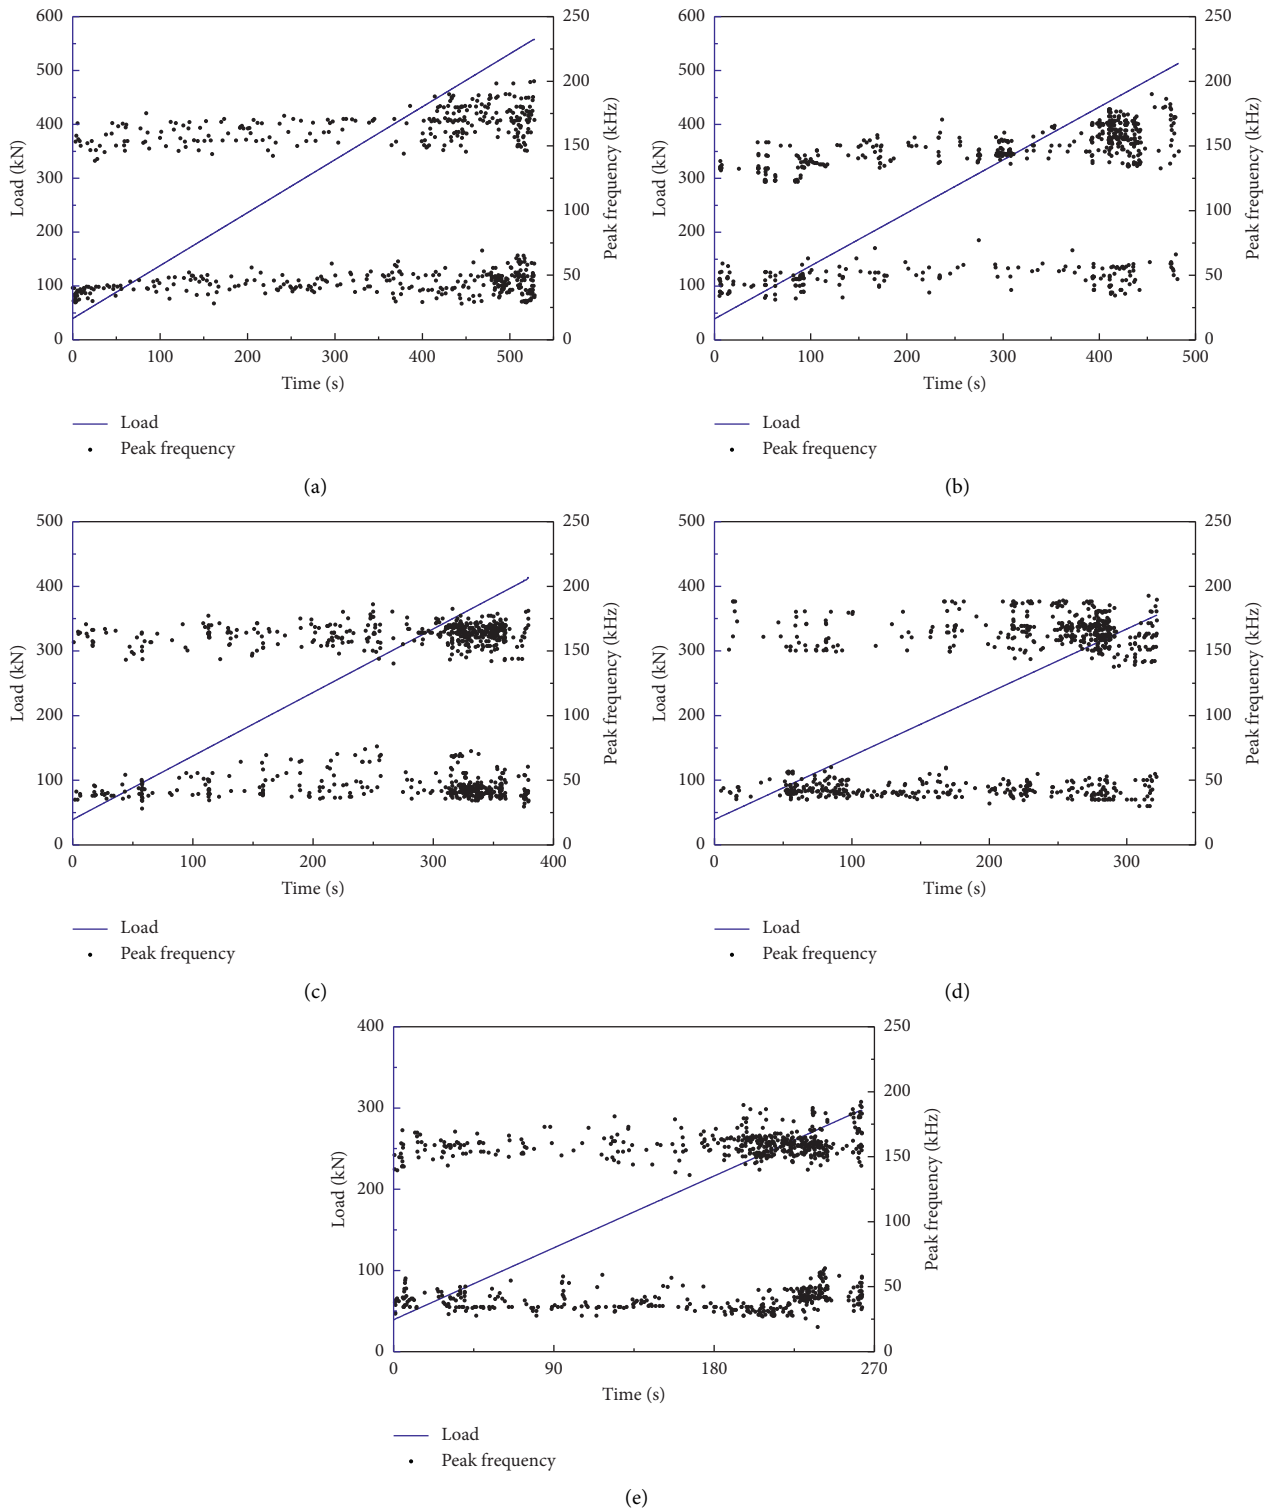 600
500
400
300
200
100
0
Load (kN)
250
200
150
100
50
0
Peak frequency (kHz)
0 100 200 300 400 500
Time (s)
Load
Peak frequency
(a)
600
500
400
300
200
100
0
Load (kN)
250
200
150
100
50
0
Peak frequency (kHz)
0 100 200 300 400 500
Time (s)
Load
Peak frequency
(b)
500
400
300
200
100
0
Load (kN)
250
200
150
100
50
0
Peak frequency (kHz)
0 100 200 300 400
Time (s)
Load
Peak frequency
(c)
500
400
300
200
100
0
Load (kN)
250
200
150
100
50
0
Peak frequency (kHz)
0 100 200 300
Time (s)
Load
Peak frequency
(d)
400
300
200
100
0
Load (kN)
250
200
150
100
50
0
Peak frequency (kHz)
0 90 180 270
Time (s)
Load
Peak frequency
(e)